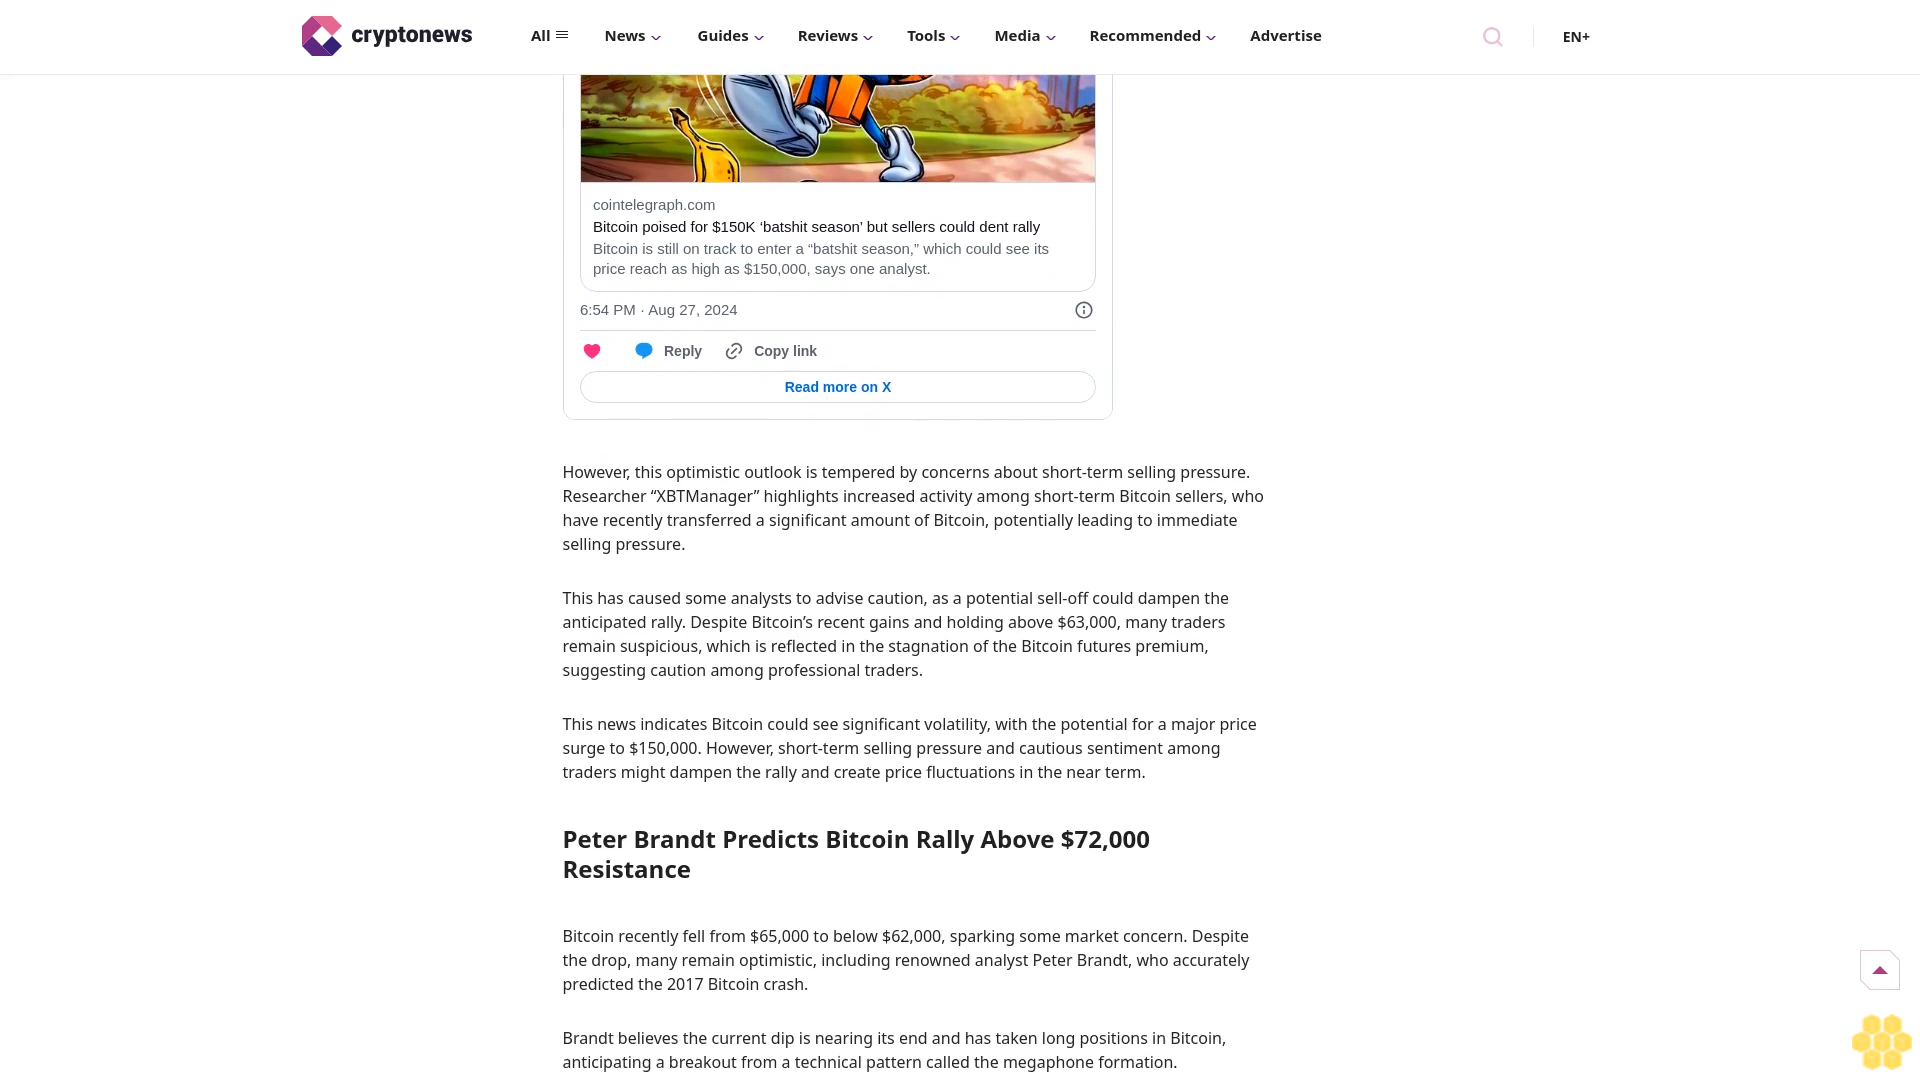 cryptonews
All
News
Guides
Reviews
Tools
Media
Recommended
Advertise
EN+
cointelegraph.com
Bitcoin poised for $150K ‘batshit season’ but sellers could dent rally
Bitcoin is still on track to enter a “batshit season,” which could see its
price reach as high as $150,000, says one analyst.
6:54 PM · Aug 27, 2024
Reply
Copy link
Read more on X
However, this optimistic outlook is tempered by concerns about short-term selling pressure.
Researcher “XBTManager” highlights increased activity among short-term Bitcoin sellers, who
have recently transferred a significant amount of Bitcoin, potentially leading to immediate
selling pressure.
This has caused some analysts to advise caution, as a potential sell-off could dampen the
anticipated rally. Despite Bitcoin’s recent gains and holding above $63,000, many traders
remain suspicious, which is reflected in the stagnation of the Bitcoin futures premium,
suggesting caution among professional traders.
This news indicates Bitcoin could see significant volatility, with the potential for a major price
surge to $150,000. However, short-term selling pressure and cautious sentiment among
traders might dampen the rally and create price fluctuations in the near term.
Peter Brandt Predicts Bitcoin Rally Above $72,000
Resistance
Bitcoin recently fell from $65,000 to below $62,000, sparking some market concern. Despite
the drop, many remain optimistic, including renowned analyst Peter Brandt, who accurately
predicted the 2017 Bitcoin crash.
Brandt believes the current dip is nearing its end and has taken long positions in Bitcoin,
anticipating a breakout from a technical pattern called the megaphone formation.